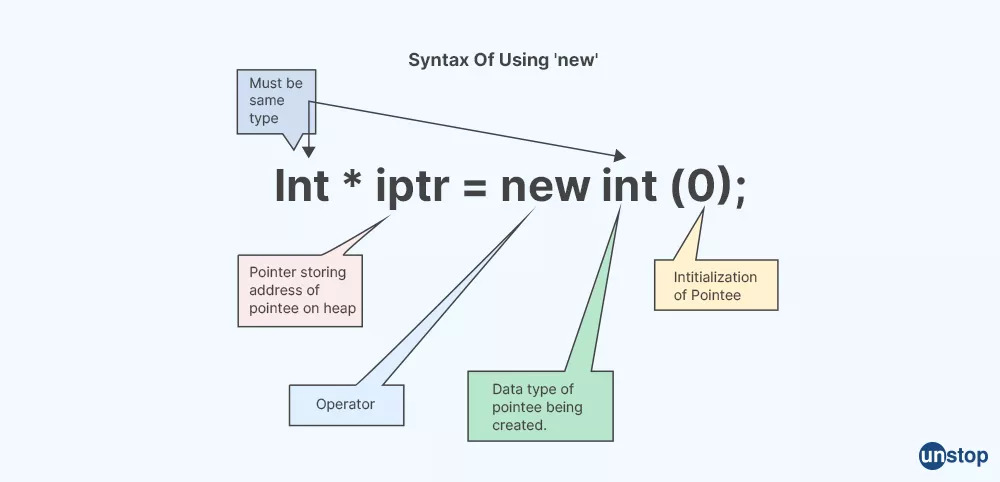 Syntax Of Using 'new'
Must be
same
type
Int * iptr = new int (0);
Pointer storing
address of
pointee on heap
Operator
Data type of
pointee being
created.
Intitialization
of Pointee
unstop